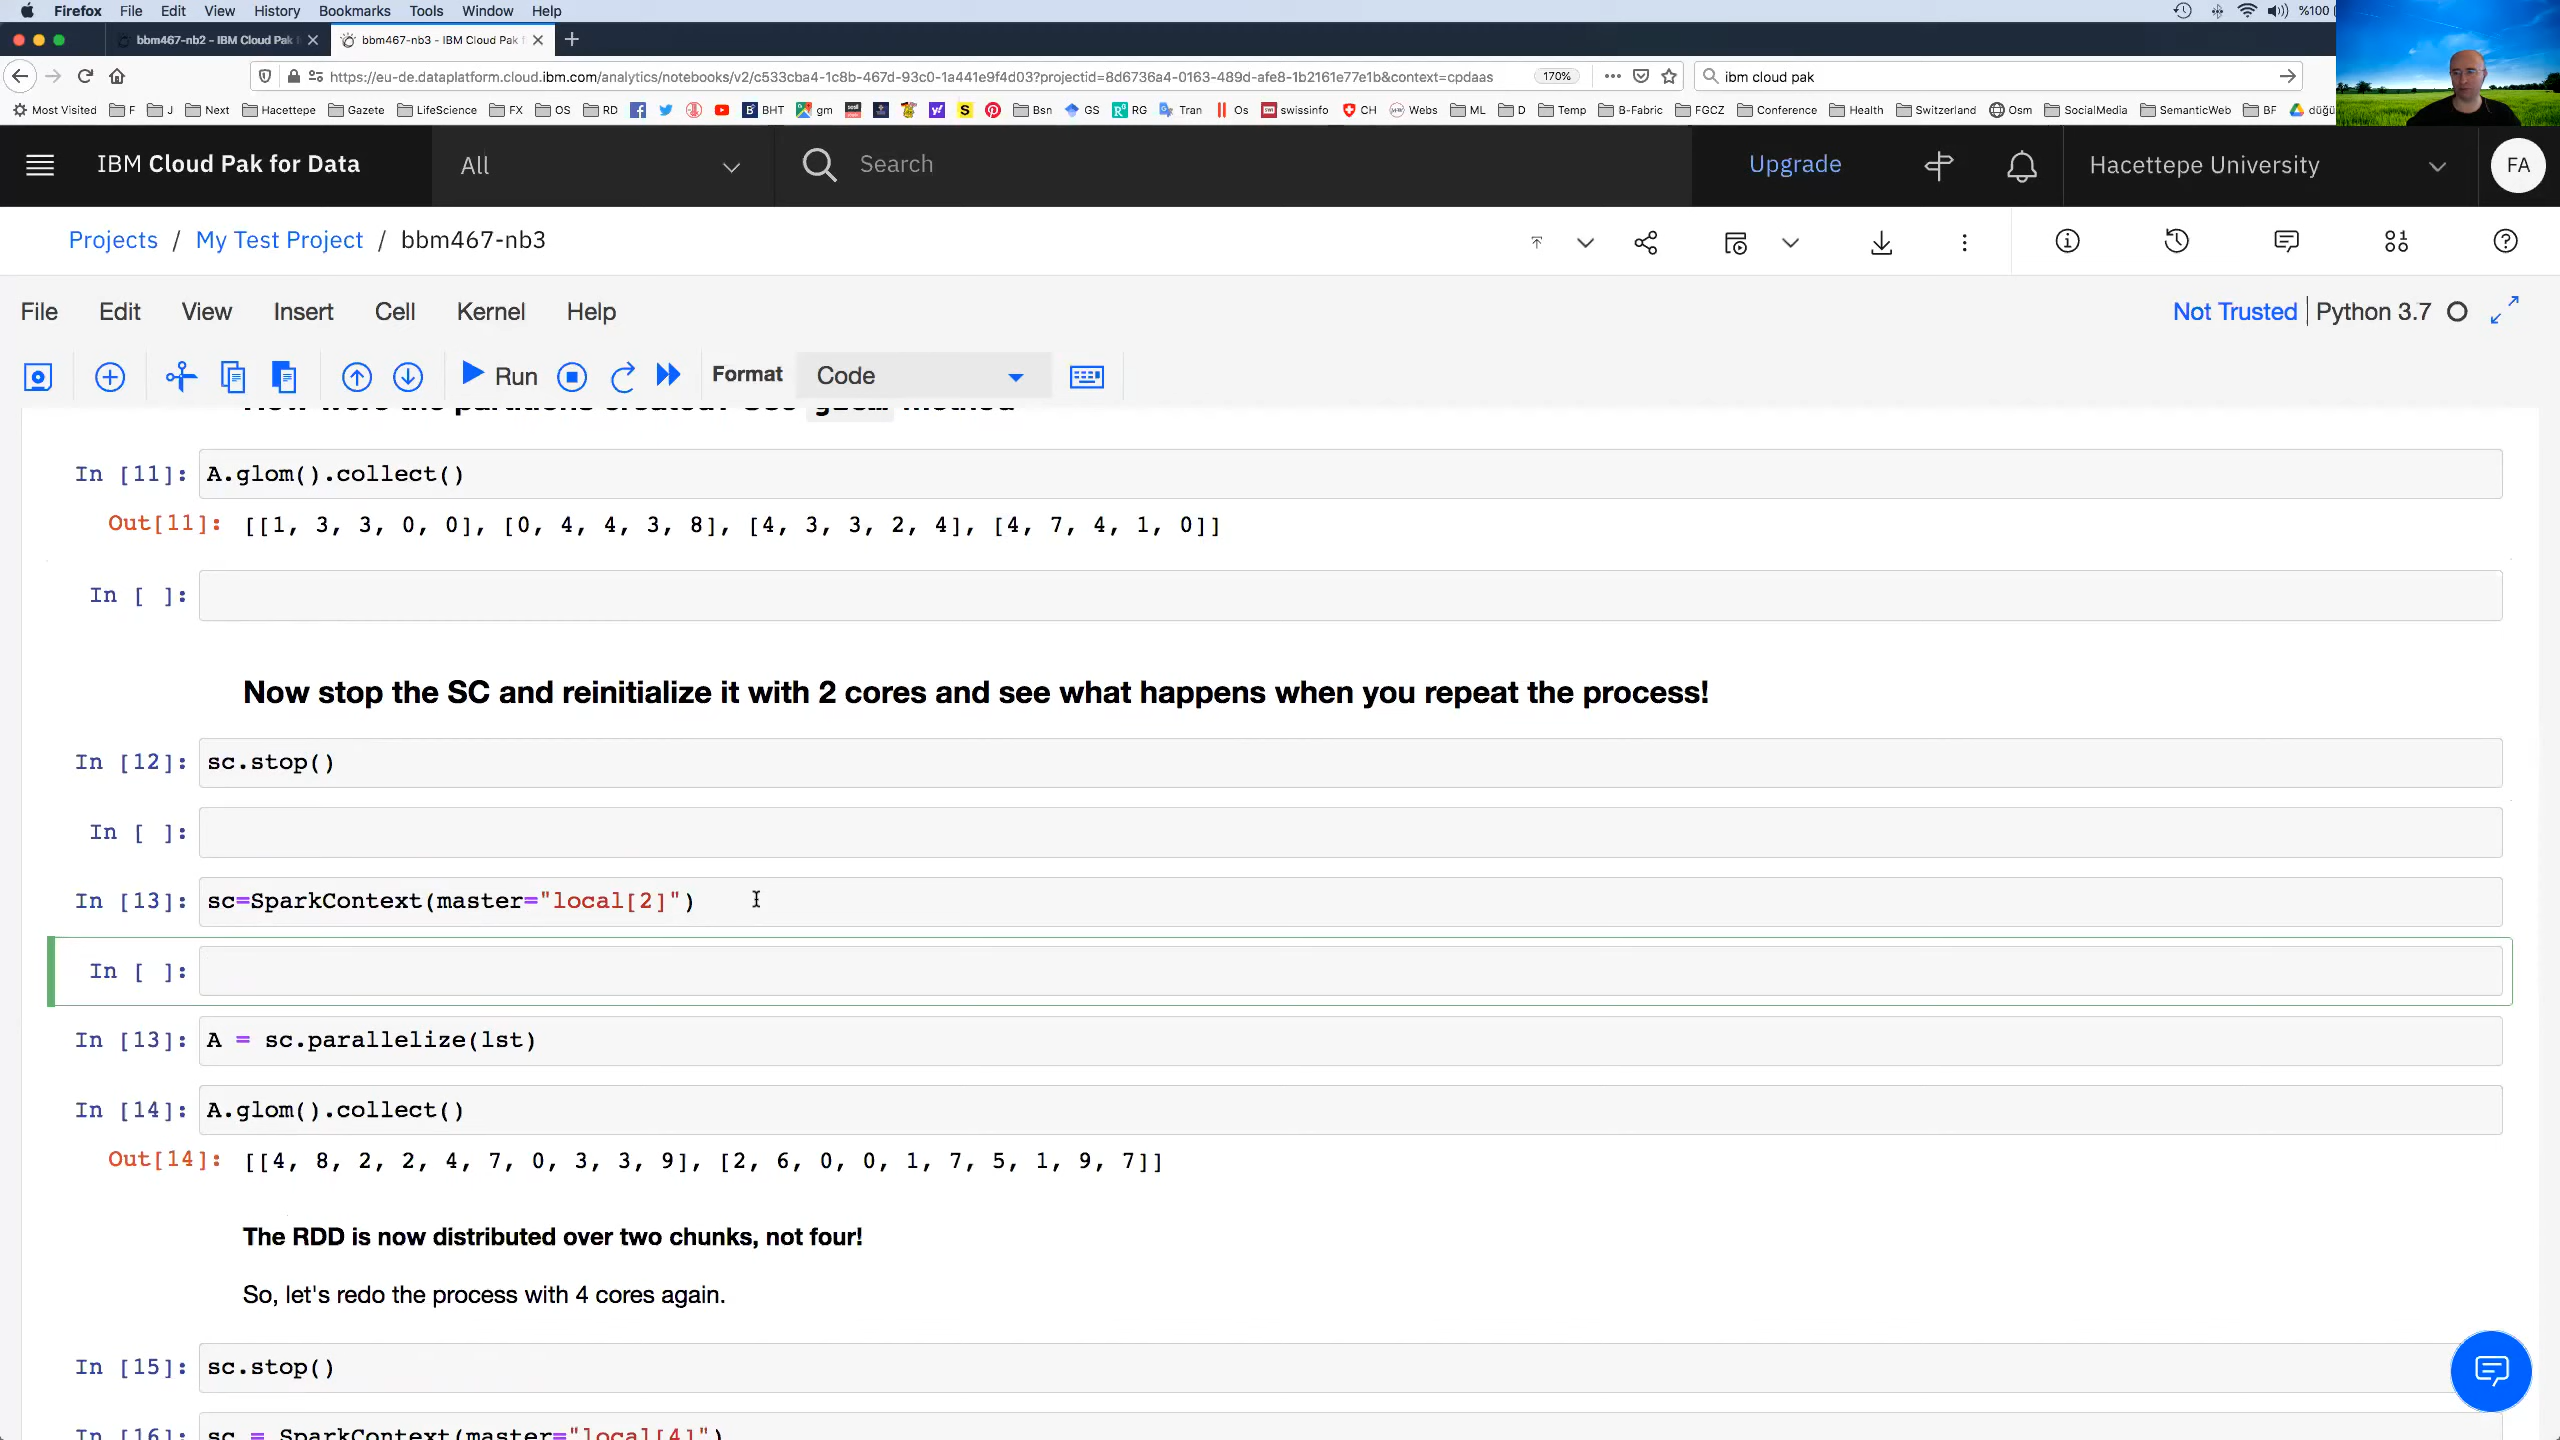 Firefox File Edit View History Bookmarks Tools Window Help %100
bbm467-nb2 - IBM Cloud Pak bbm467-nb3 - IBM Cloud Pak f
https://eu-de.dataplatform.cloud.ibm.com/analytics/notebooks/v2/c533cba4-1c8b-467d-93c0-1a441e9f4d03?projectid=8d6736a4-0163-489d-afe8-1b2161e77e1b&context=cpdaas 170% ibm cloud pak
Most Visited F J Next Hacettepe Gazete LifeScience FX OS RD BHT gm Bsn GS RG Tran Os swissinfo CH Webs ML D Temp B-Fabric FGCZ Conference Health Switzerland Osm SocialMedia SemanticWeb BF düğü
IBM Cloud Pak for Data All Search Upgrade Hacettepe University FA
Projects / My Test Project / bbm467-nb3
File Edit View Insert Cell Kernel Help Not Trusted Python 3.7
Run Format Code
In [11]: A.glom().collect()
Out[11]: [[1, 3, 3, 0, 0], [0, 4, 4, 3, 8], [4, 3, 3, 2, 4], [4, 7, 4, 1, 0]]
In [ ]:
Now stop the SC and reinitialize it with 2 cores and see what happens when you repeat the process!
In [12]: sc.stop()
In [ ]:
In [13]: sc=SparkContext(master="local[2]")
In [ ]:
In [13]: A = sc.parallelize(lst)
In [14]: A.glom().collect()
Out[14]: [[4, 8, 2, 2, 4, 7, 0, 3, 3, 9], [2, 6, 0, 0, 1, 7, 5, 1, 9, 7]]
The RDD is now distributed over two chunks, not four!
So, let's redo the process with 4 cores again.
In [15]: sc.stop()
In [16]: sc = SparkContext(master="local[4]")